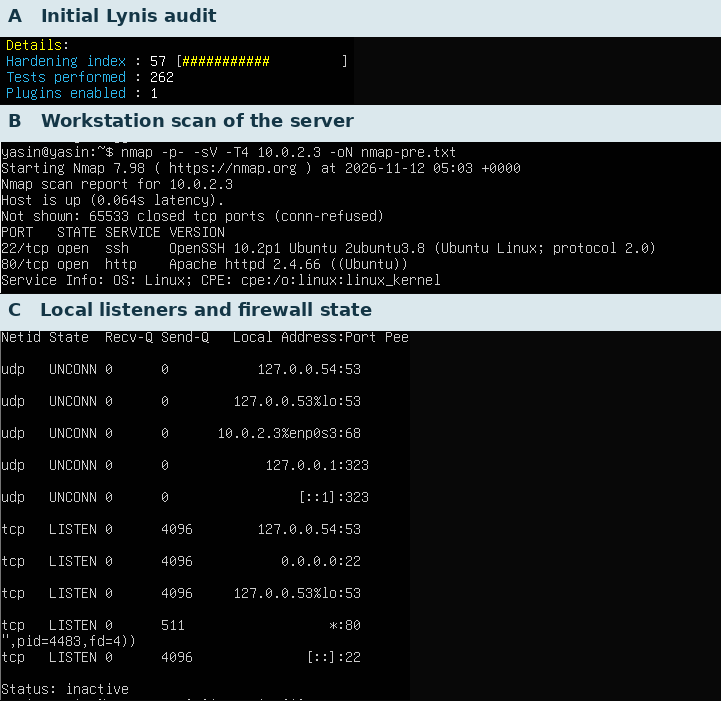 A Initial Lynis audit
Details:
Hardening index : 57 [########### ]
Tests performed : 262
Plugins enabled : 1
B Workstation scan of the server
yasin@yasin:~$ nmap -p- -sV -T4 10.0.2.3 -oN nmap-pre.txt
Starting Nmap 7.98 ( https://nmap.org ) at 2026-11-12 05:03 +0000
Nmap scan report for 10.0.2.3
Host is up (0.064s latency).
Not shown: 65533 closed tcp ports (conn-refused)
PORT STATE SERVICE VERSION
22/tcp open ssh OpenSSH 10.2p1 Ubuntu 2ubuntu3.8 (Ubuntu Linux; protocol 2.0)
80/tcp open http Apache httpd 2.4.66 ((Ubuntu))
Service Info: OS: Linux; CPE: cpe:/o:linux:linux_kernel
C Local listeners and firewall state
Netid State Recv-Q Send-Q Local Address:Port Pee
udp UNCONN 0 0 127.0.0.54:53
udp UNCONN 0 0 127.0.0.53%lo:53
udp UNCONN 0 0 10.0.2.3%enp0s3:68
udp UNCONN 0 0 127.0.0.1:323
udp UNCONN 0 0 [::1]:323
tcp LISTEN 0 4096 127.0.0.54:53
tcp LISTEN 0 4096 0.0.0.0:22
tcp LISTEN 0 4096 127.0.0.53%lo:53
tcp LISTEN 0 511 *:80
",pid=4483,fd=4))
tcp LISTEN 0 4096 [::]:22
Status: inactive